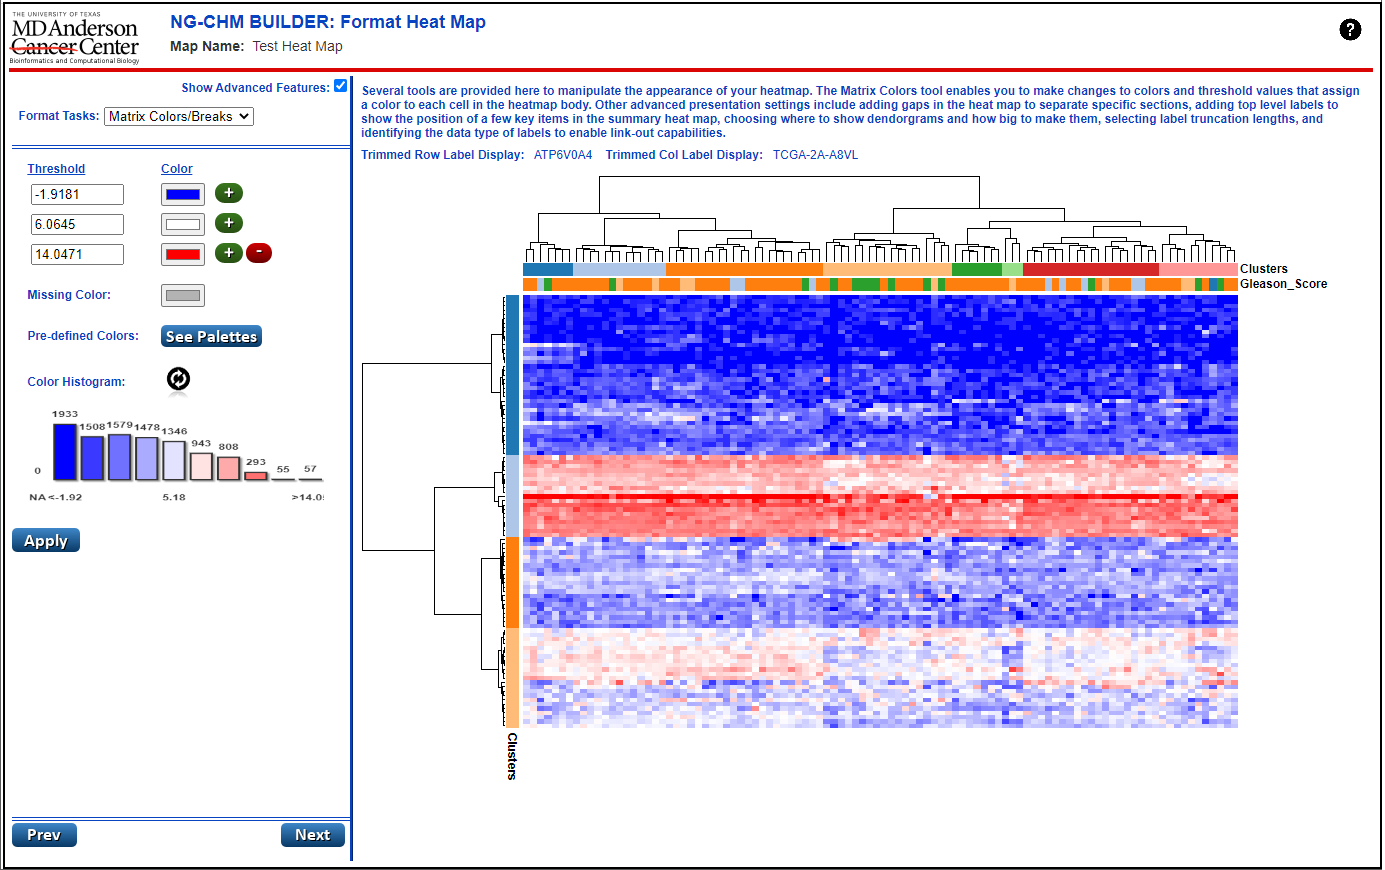 THE UNIVERSITY OF TEXAS
MD Anderson
Cancer Center
Bioinformatics and Computational Biology
NG-CHM BUILDER: Format Heat Map
Map Name: Test Heat Map
?
Show Advanced Features:
Format Tasks: Matrix Colors/Breaks
Several tools are provided here to manipulate the appearance of your heatmap. The Matrix Colors tool enables you to make changes to colors and threshold values that assign
a color to each cell in the heatmap body. Other advanced presentation settings include adding gaps in the heat map to separate specific sections, adding top level labels to
show the position of a few key items in the summary heat map, choosing where to show dendorgrams and how big to make them, selecting label truncation lengths, and
identifying the data type of labels to enable link-out capabilities.
Trimmed Row Label Display: ATP6V0A4 Trimmed Col Label Display: TCGA-2A-A8VL
Threshold Color
-1.9181 +
6.0645 +
14.0471 + -
Missing Color:
Pre-defined Colors: See Palettes
Color Histogram:
1933
1508 1579 1478 1346
943 808
293 55 57
0
NA <-1.92 5.18 >14.0
Apply
Clusters
Gleason_Score
Clusters
Prev Next